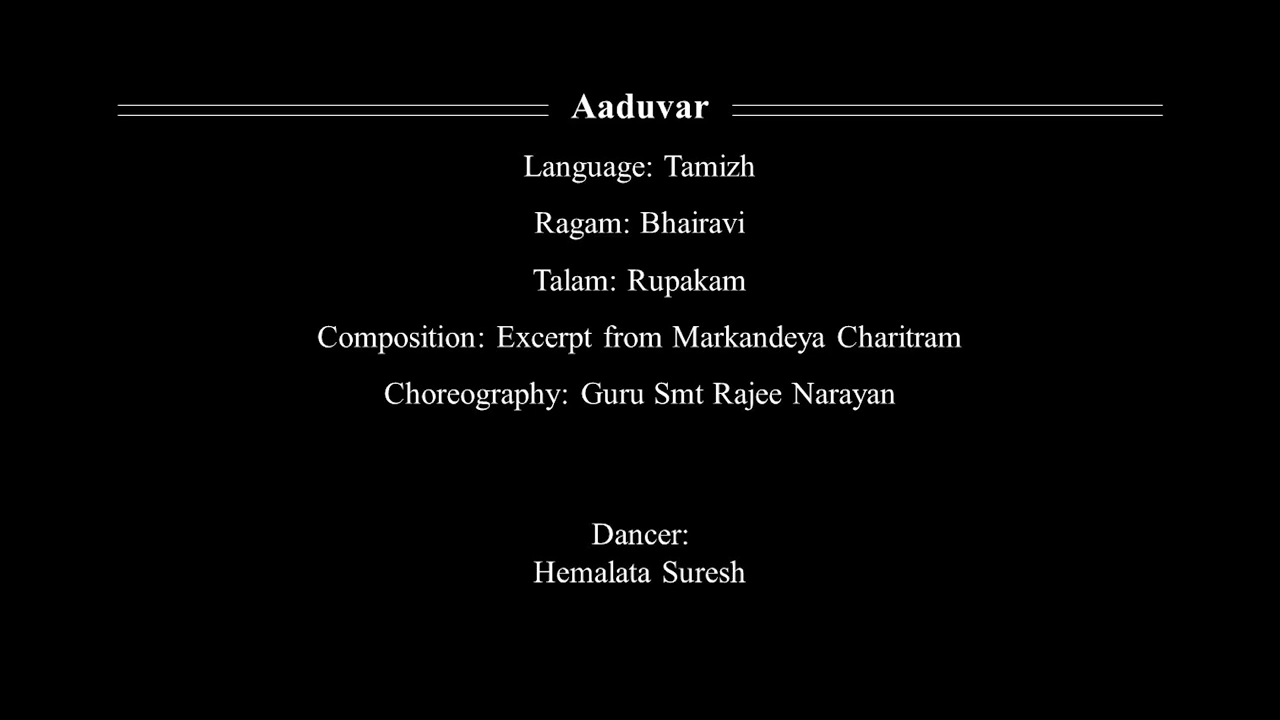 Aaduvar
Language: Tamizh
Ragam: Bhairavi
Talam: Rupakam
Composition: Excerpt from Markandeya Charitram
Choreography: Guru Smt Rajee Narayan
Dancer:
Hemalata Suresh